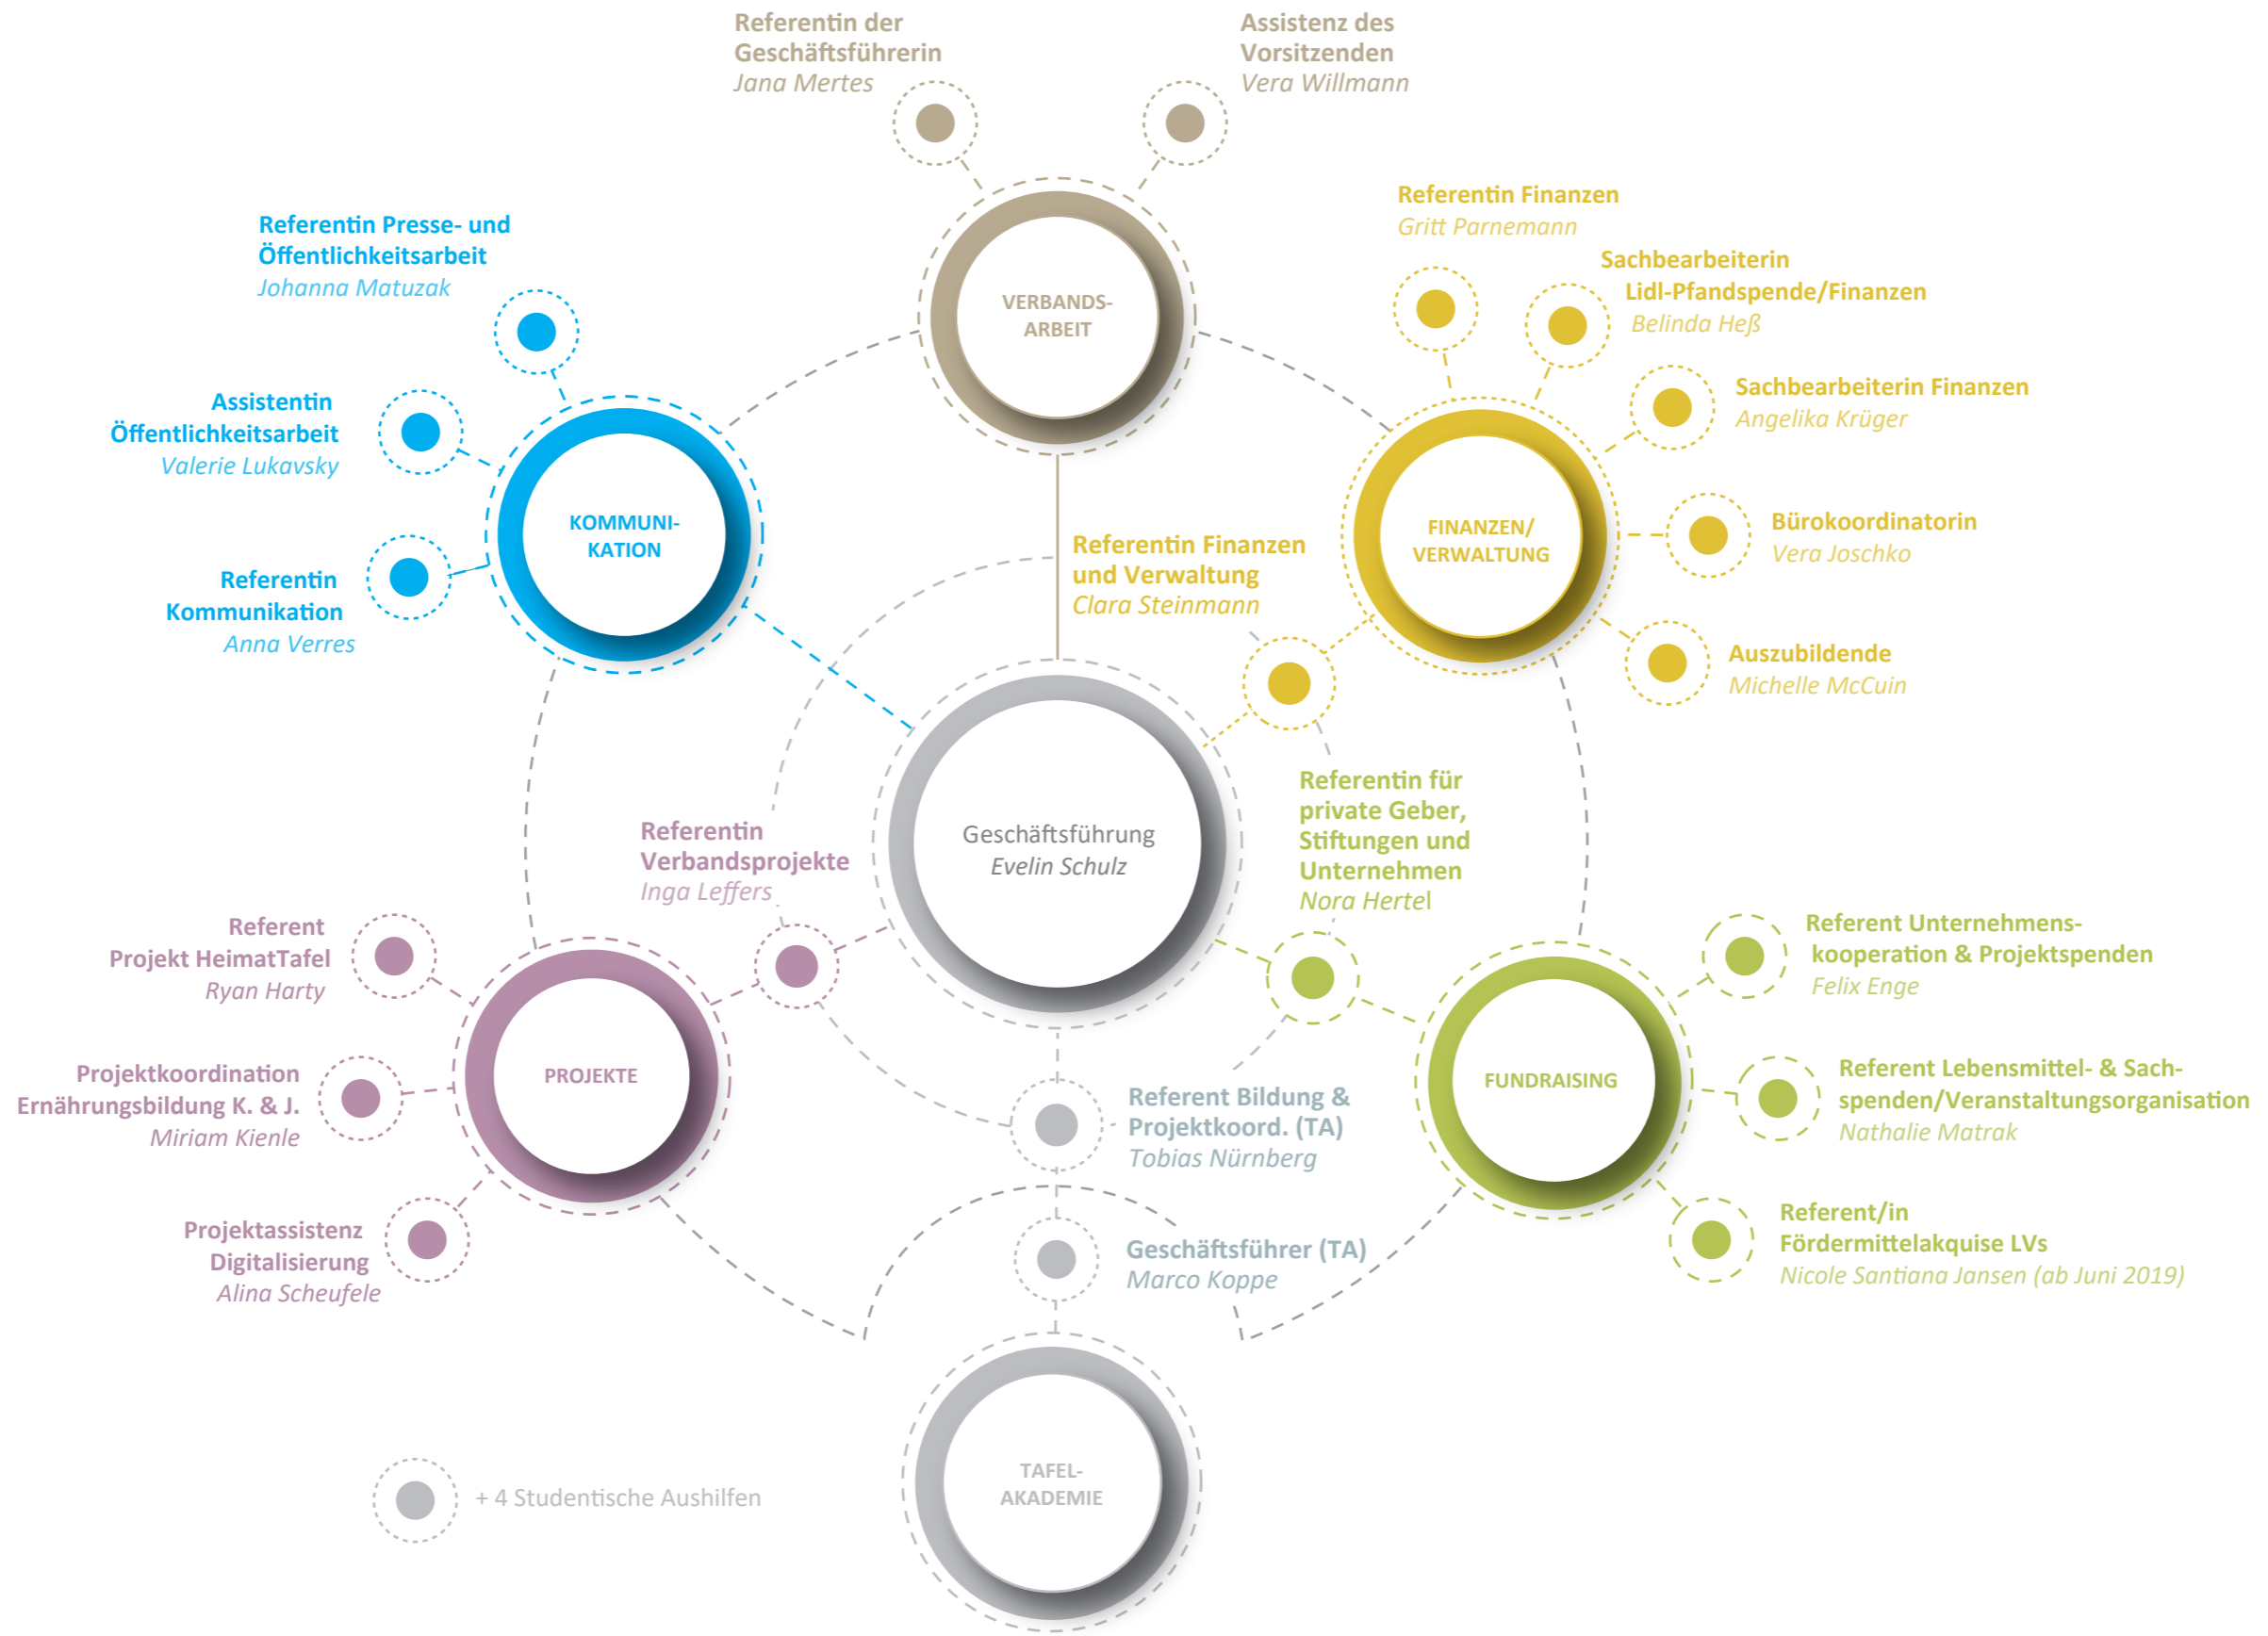 Referentin der
Geschäftsführerin
Jana Mertes
Assistenz des
Vorsitzenden
Vera Willmann
VERBANDS-
ARBEIT
Referentin Presse- und
Öffentlichkeitsarbeit
Johanna Matuzak
Assistentin
Öffentlichkeitsarbeit
Valerie Lukavsky
Referentin
Kommunikation
Anna Verres
KOMMUNI-
KATION
Referentin Finanzen
Gritt Parnemann
Sachbearbeiterin
Lidl-Pfandspende/Finanzen
Belinda Heß
Sachbearbeiterin Finanzen
Angelika Krüger
Bürokoordinatorin
Vera Joschko
Auszubildende
Michelle McCuin
FINANZEN/
VERWALTUNG
Referentin Finanzen
und Verwaltung
Clara Steinmann
Geschäftsführung
Evelin Schulz
Referentin für
private Geber,
Stiftungen und
Unternehmen
Nora Hertel
Referentin
Verbandsprojekte
Inga Leffers
Referent
Projekt HeimatTafel
Ryan Harty
Projektkoordination
Ernährungsbildung K. & J.
Miriam Kienle
Projektassistenz
Digitalisierung
Alina Scheufele
PROJEKTE
FUNDRAISING
Referent Unternehmens-
kooperation & Projektspenden
Felix Enge
Referent Lebensmittel- & Sach-
spenden/Veranstaltungsorganisation
Nathalie Matrak
Referent/in
Fördermittelakquise LVs
Nicole Santiana Jansen (ab Juni 2019)
Referent Bildung &
Projektkoord. (TA)
Tobias Nürnberg
Geschäftsführer (TA)
Marco Koppe
TAFEL-
AKADEMIE
+ 4 Studentische Aushilfen